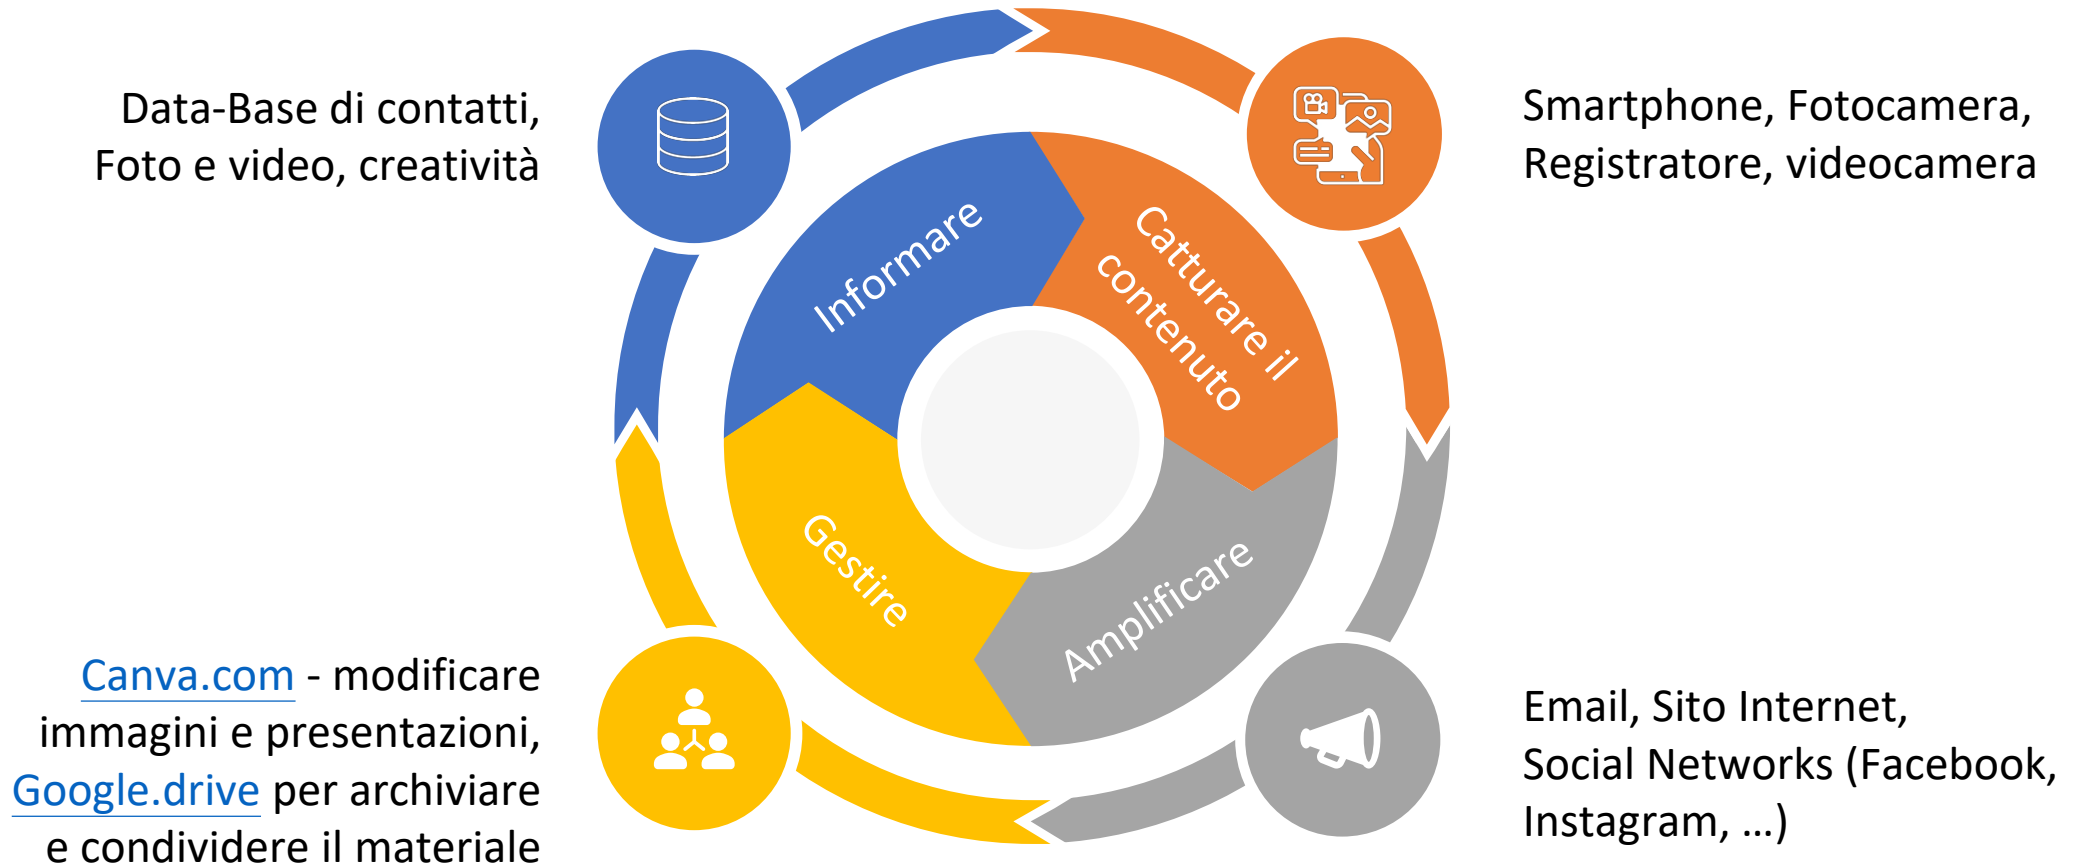 Data-Base di contatti,
Foto e video, creatività
Smartphone, Fotocamera,
Registratore, videocamera
Informare
Catturare il
contenuto
Gestire
Amplificare
Canva.com - modificare
immagini e presentazioni,
Google.drive per archiviare
e condividere il materiale
Email, Sito Internet,
Social Networks (Facebook,
Instagram, …)